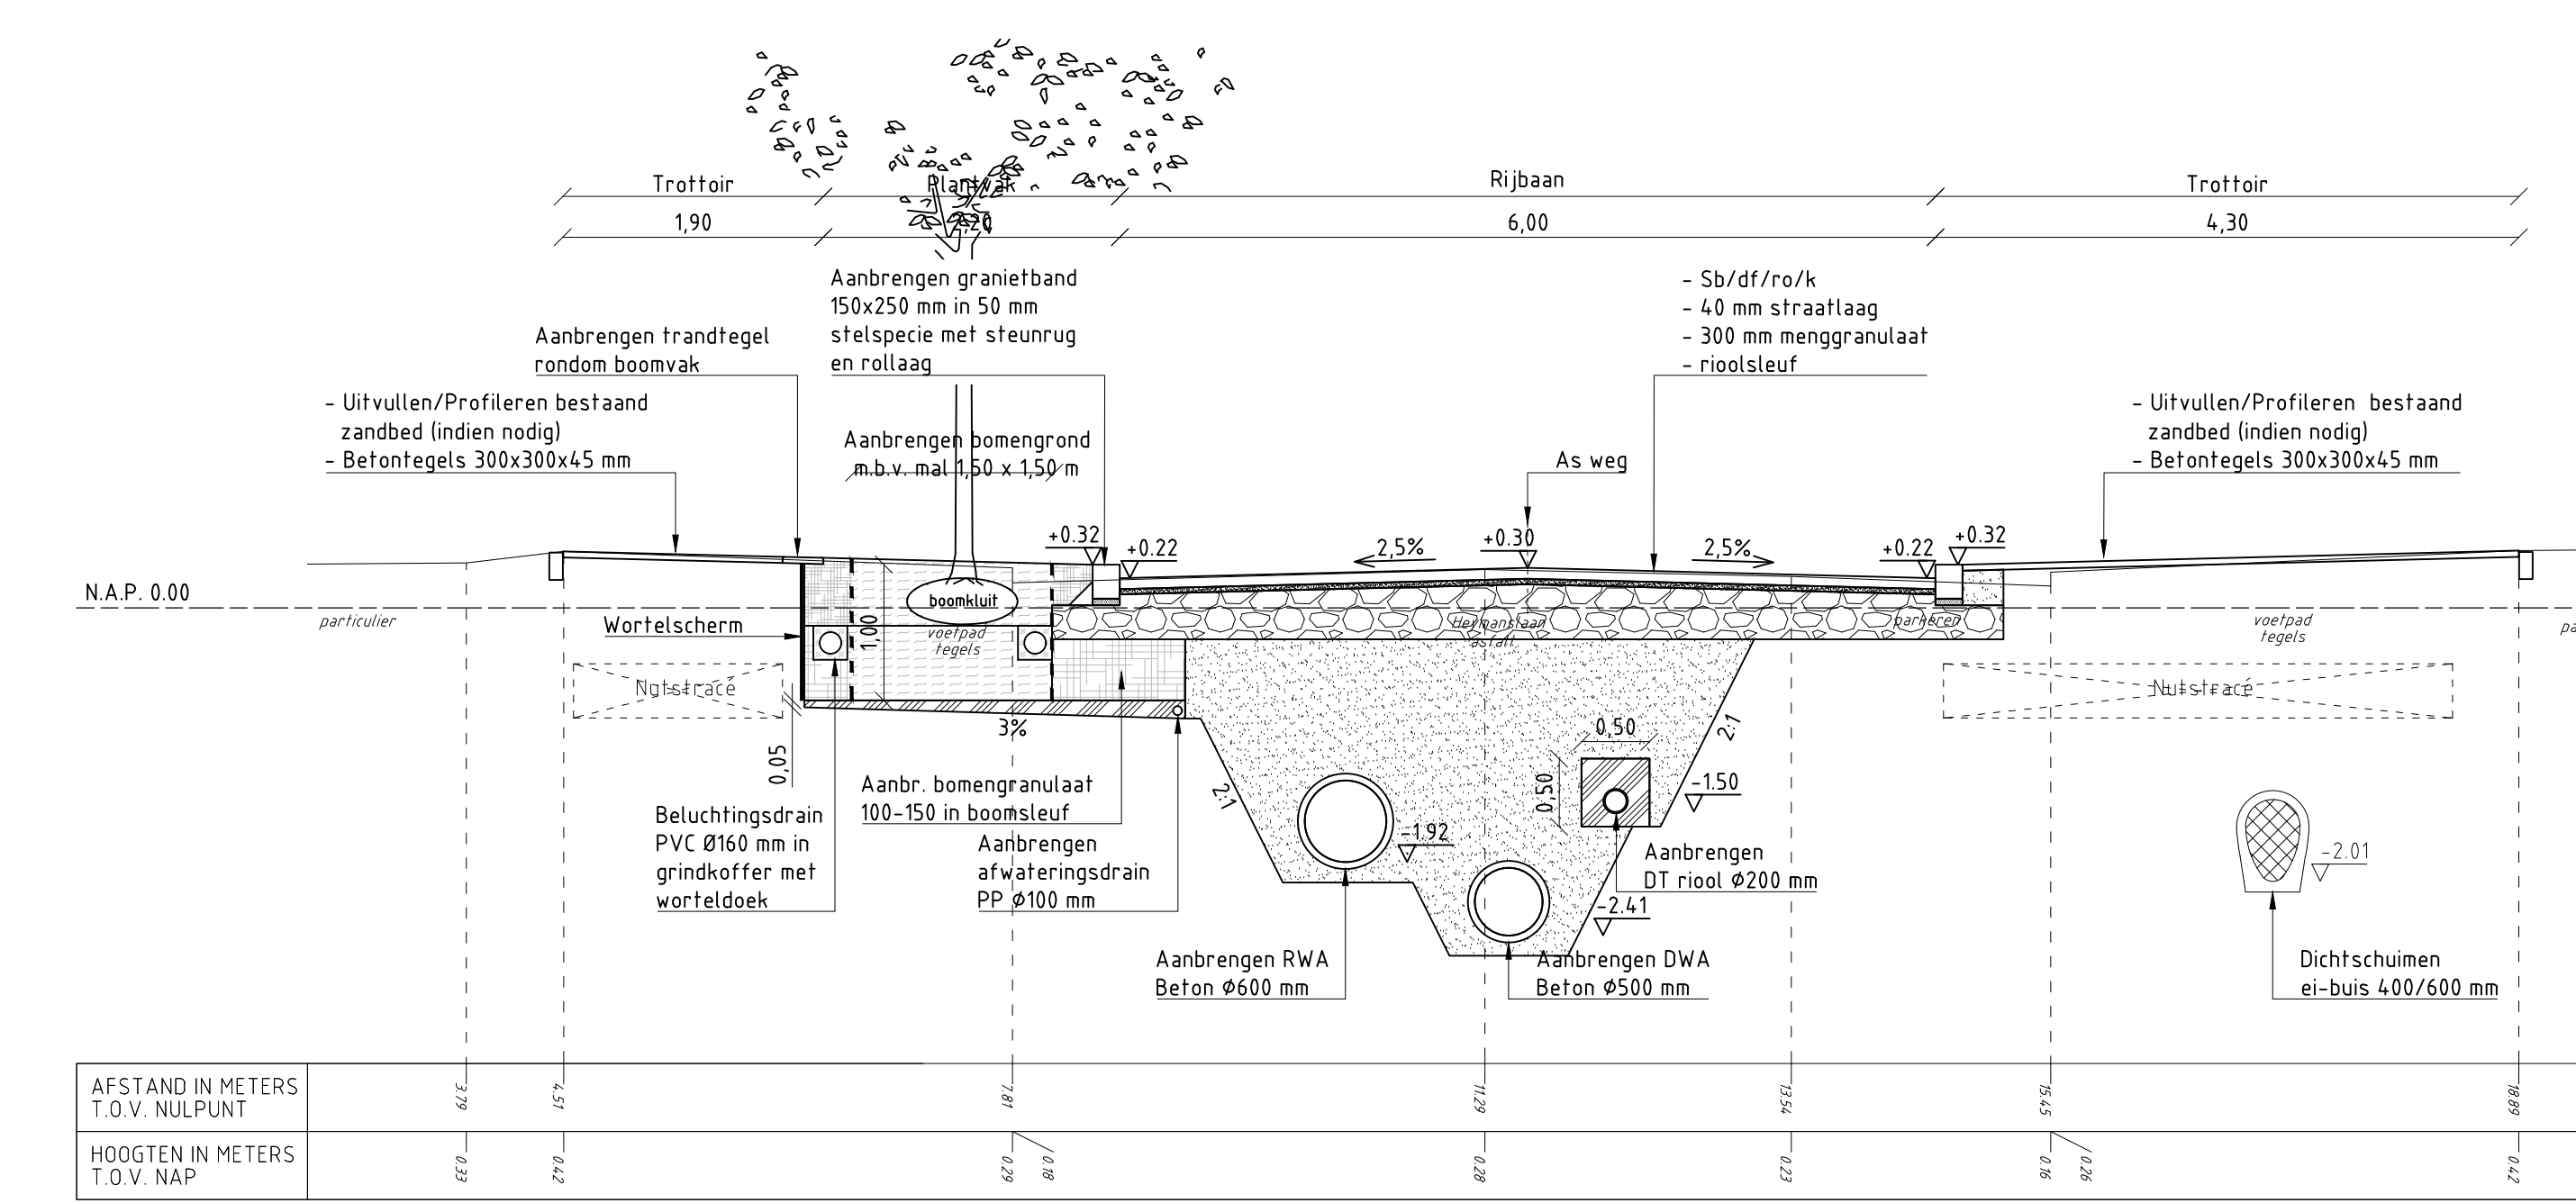 Trottoir
Plantvak
Rijbaan
Trottoir
1,90
2,20
6,00
4,30
Aanbrengen granietband
150x250 mm in 50 mm
stelspecie met steunrug
en rollaag
- Sb/df/ro/k
- 40 mm straatlaag
- 300 mm menggranulaat
- rioolsleuf
Aanbrengen trandtegel
rondom boomvak
- Uitvullen/Profileren bestaand
zandbed (indien nodig)
- Betontegels 300x300x45 mm
Aanbrengen bomengrond
m.b.v. mal 1,50 x 1,50 m
As weg
- Uitvullen/Profileren bestaand
zandbed (indien nodig)
- Betontegels 300x300x45 mm
+0.32
+0.22
2,5%
+0.30
2,5%
+0.22
+0.32
N.A.P. 0.00
particulier
Wortelscherm
boomkluit
1,00
voetpad
tegels
Heymanslaan
asfalt
parkeren
voetpad
tegels
Nutstracé
Nutstracé
3%
0,05
2:1
2:1
0,50
0,50
-1.50
-1.92
-2.41
-2.01
Beluchtingsdrain
PVC Ø160 mm in
grindkoffer met
worteldoek
Aanbr. bomengranulaat
100-150 in boomsleuf
Aanbrengen
afwateringsdrain
PP Ø100 mm
Aanbrengen
DT riool Ø200 mm
Aanbrengen RWA
Beton Ø600 mm
Aanbrengen DWA
Beton Ø500 mm
Dichtschuimen
ei-buis 400/600 mm
AFSTAND IN METERS
T.O.V. NULPUNT
3.79
4.51
7.81
11.29
13.54
15.45
18.89
HOOGTEN IN METERS
T.O.V. NAP
0.33
0.42
0.29
0.18
0.28
0.23
0.16
0.26
0.42